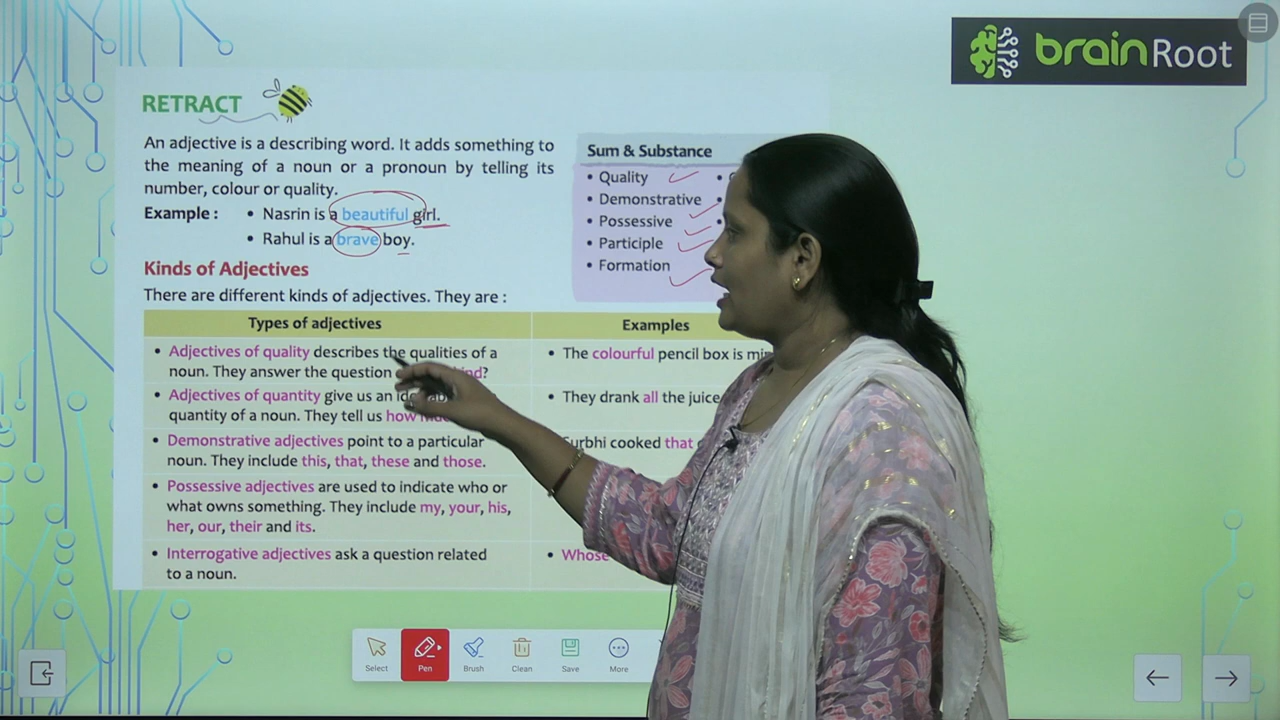 brainRoot
RETRACT
An adjective is a describing word. It adds something to
the meaning of a noun or a pronoun by telling its
number, colour or quality.
Example : • Nasrin is a beautiful girl.
• Rahul is a brave boy.
Sum & Substance
• Quality
• Demonstrative
• Possessive
• Participle
• Formation
Kinds of Adjectives
There are different kinds of adjectives. They are :
Types of adjectives Examples
• Adjectives of quality describes the qualities of a
noun. They answer the question
• The colourful pencil box is
• Adjectives of quantity give us an
quantity of a noun. They tell us how
• They drank all the juice
• Demonstrative adjectives point to a particular
noun. They include this, that, these and those.
Surbhi cooked that
• Possessive adjectives are used to indicate who or
what owns something. They include my, your, his,
her, our, their and its.
• Interrogative adjectives ask a question related
to a noun.
• Whose
Select Pen Brush Clean Save More